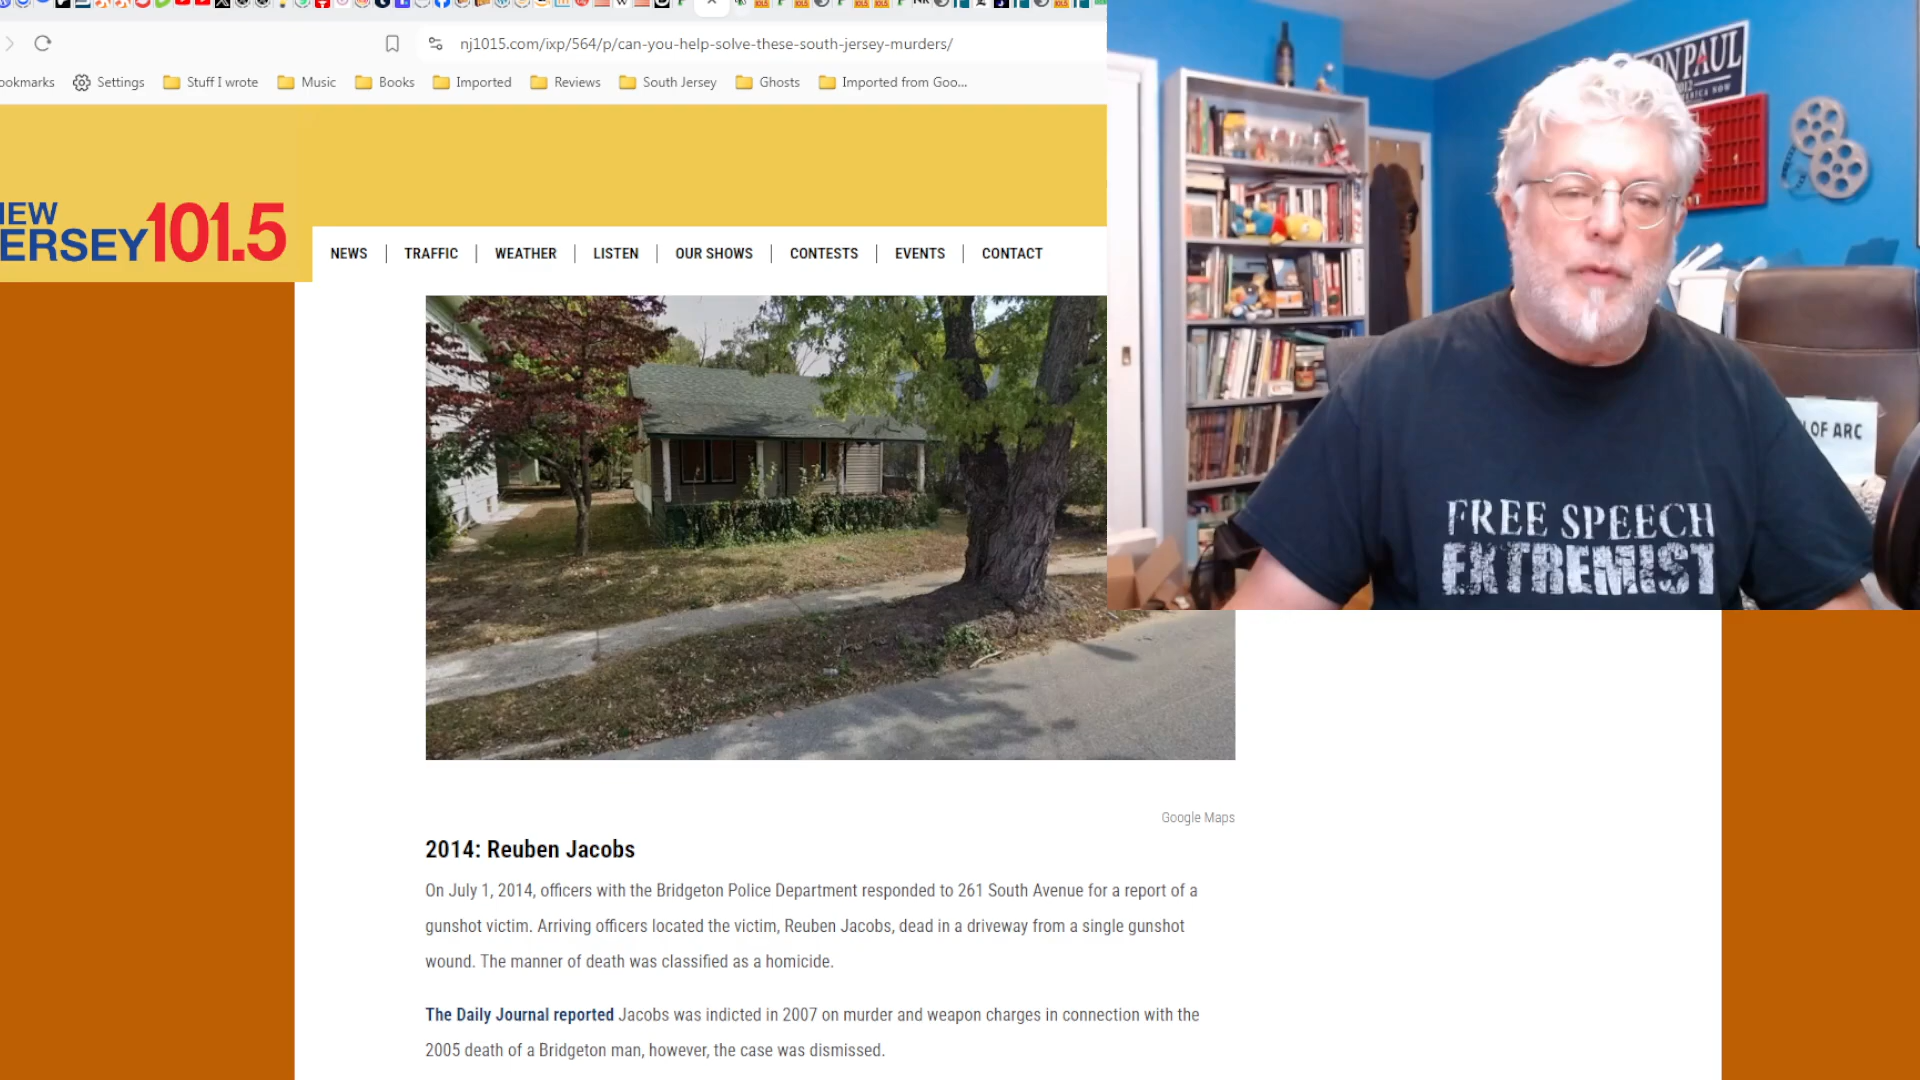 nj1015.com/ixp/564/p/can-you-help-solve-these-south-jersey-murders/
ookmarks Settings Stuff I wrote Music Books Imported Reviews South Jersey Ghosts Imported from Goo...
EW
ERSEY 101.5
NEWS TRAFFIC WEATHER LISTEN OUR SHOWS CONTESTS EVENTS CONTACT
ON PAUL
OF ARC
FREE SPEECH
EXTREMIST
Google Maps
2014: Reuben Jacobs
On July 1, 2014, officers with the Bridgeton Police Department responded to 261 South Avenue for a report of a
gunshot victim. Arriving officers located the victim, Reuben Jacobs, dead in a driveway from a single gunshot
wound. The manner of death was classified as a homicide.
The Daily Journal reported Jacobs was indicted in 2007 on murder and weapon charges in connection with the
2005 death of a Bridgeton man, however, the case was dismissed.